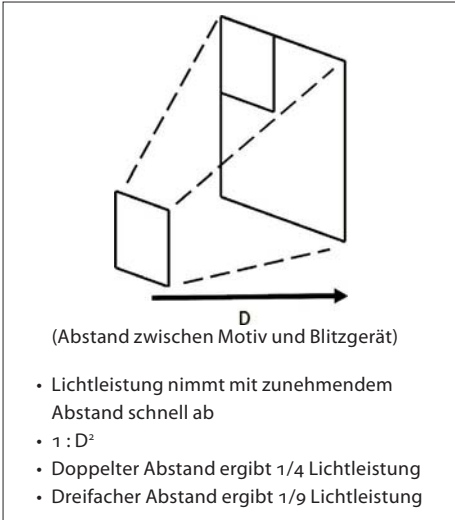 D
(Abstand zwischen Motiv und Blitzgerät)
• Lichtleistung nimmt mit zunehmendem
Abstand schnell ab
• 1 : D²
• Doppelter Abstand ergibt 1/4 Lichtleistung
• Dreifacher Abstand ergibt 1/9 Lichtleistung